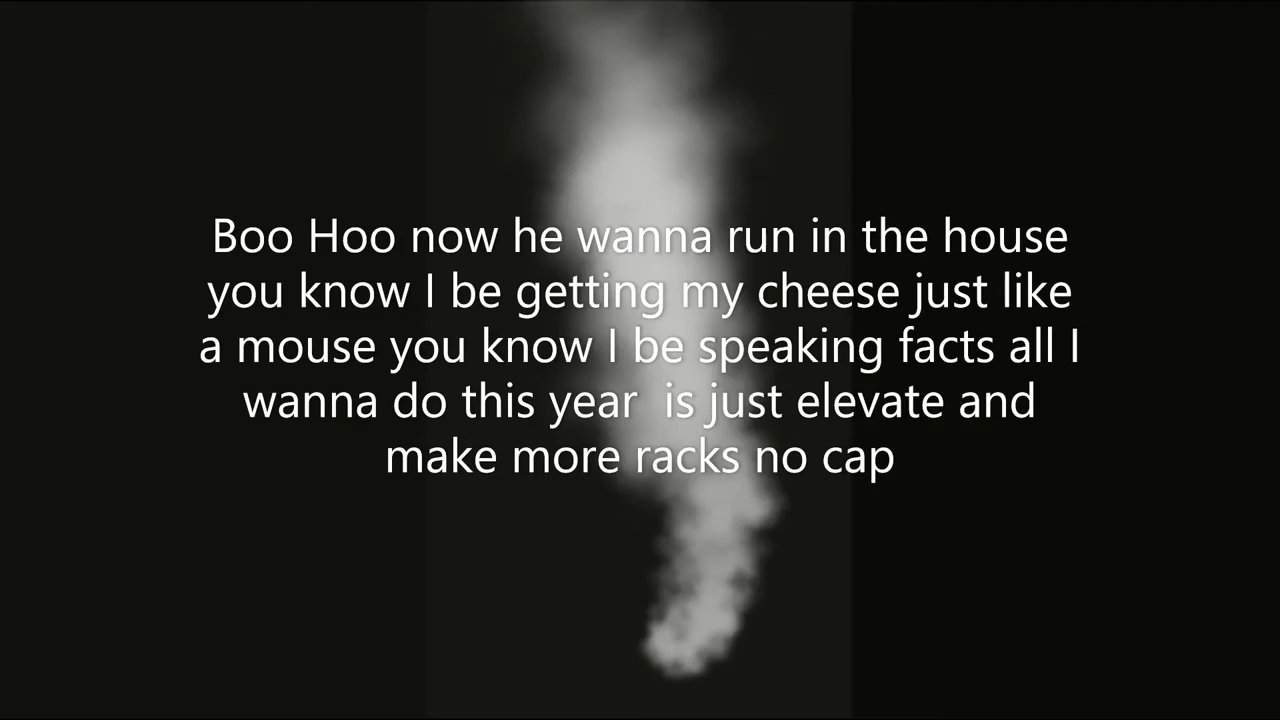 Boo Hoo now he wanna run in the house
you know I be getting my cheese just like
a mouse you know I be speaking facts all I
wanna do this year  is just elevate and
make more racks no cap